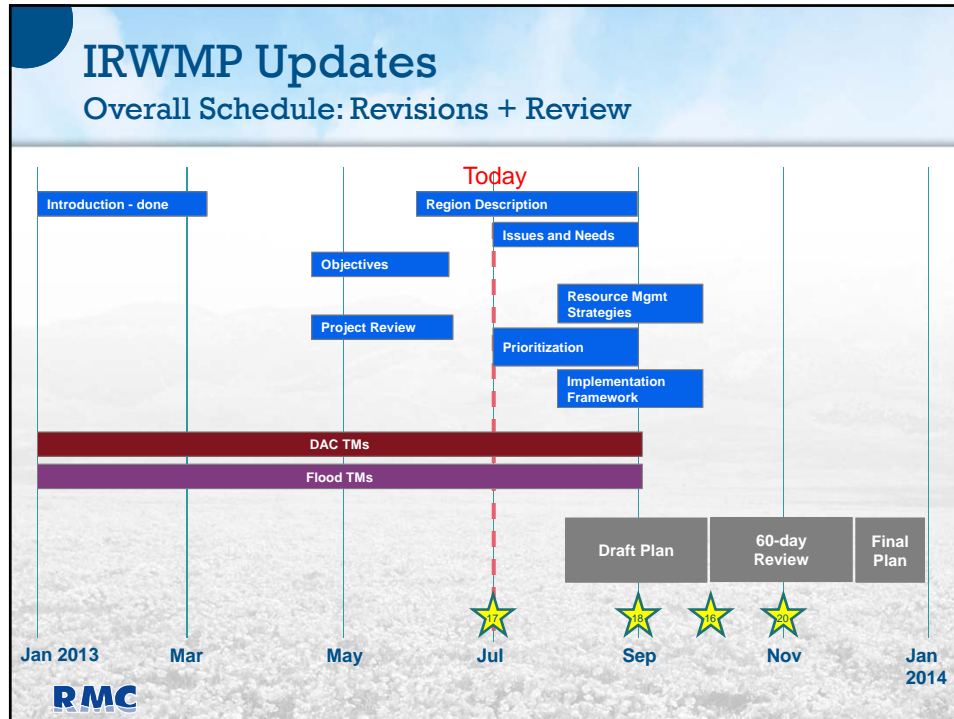 IRWMP Updates
Overall Schedule: Revisions + Review
Today
Introduction - done
Region Description
Issues and Needs
Objectives
Resource Mgmt
Strategies
Project Review
Prioritization
Implementation
Framework
DAC TMs
Flood TMs
Draft Plan
60-day
Review
Final
Plan
17
18
16
20
Jan 2013
Mar
May
Jul
Sep
Nov
Jan
2014
RMC